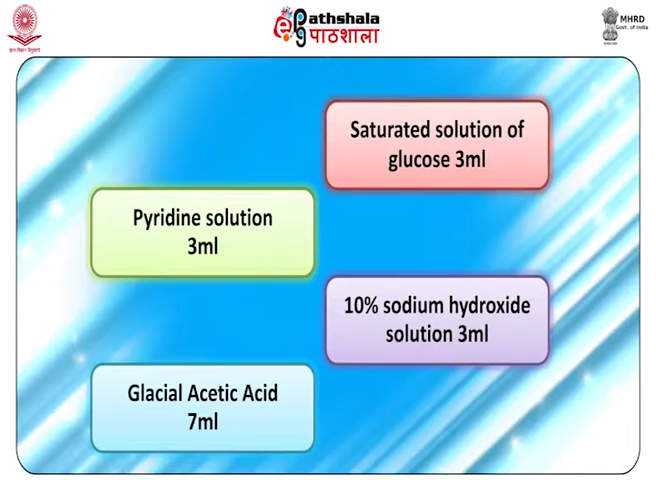 ePGPathshala
पाठशाला
MHRD
Govt. of India
Saturated solution of
glucose 3ml
Pyridine solution
3ml
10% sodium hydroxide
solution 3ml
Glacial Acetic Acid
7ml